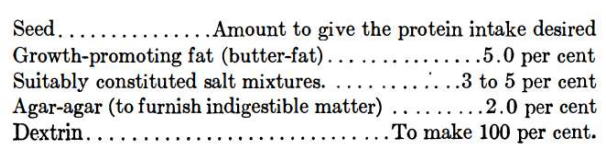 Seed...............Amount to give the protein intake desired
Growth-promoting fat (butter-fat)..............5.0 per cent
Suitably constituted salt mixtures. .............3 to 5 per cent
Agar-agar (to furnish indigestible matter) .........2.0 per cent
Dextrin............................To make 100 per cent.